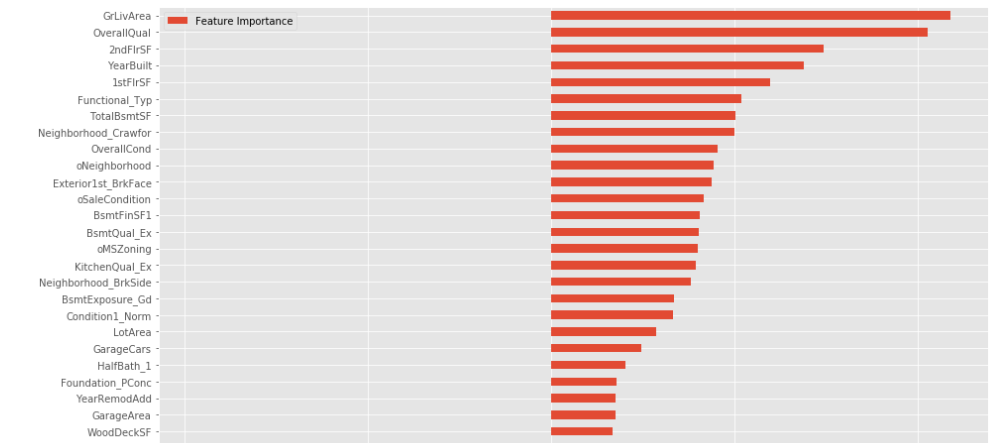 GrLivArea
Feature Importance
OverallQual
2ndFlrSF
YearBuilt
1stFlrSF
Functional_Typ
TotalBsmtSF
Neighborhood_Crawfor
OverallCond
oNeighborhood
Exterior1st_BrkFace
oSaleCondition
BsmtFinSF1
BsmtQual_Ex
oMSZoning
KitchenQual_Ex
Neighborhood_BrkSide
BsmtExposure_Gd
Condition1_Norm
LotArea
GarageCars
HalfBath_1
Foundation_PConc
YearRemodAdd
GarageArea
WoodDeckSF